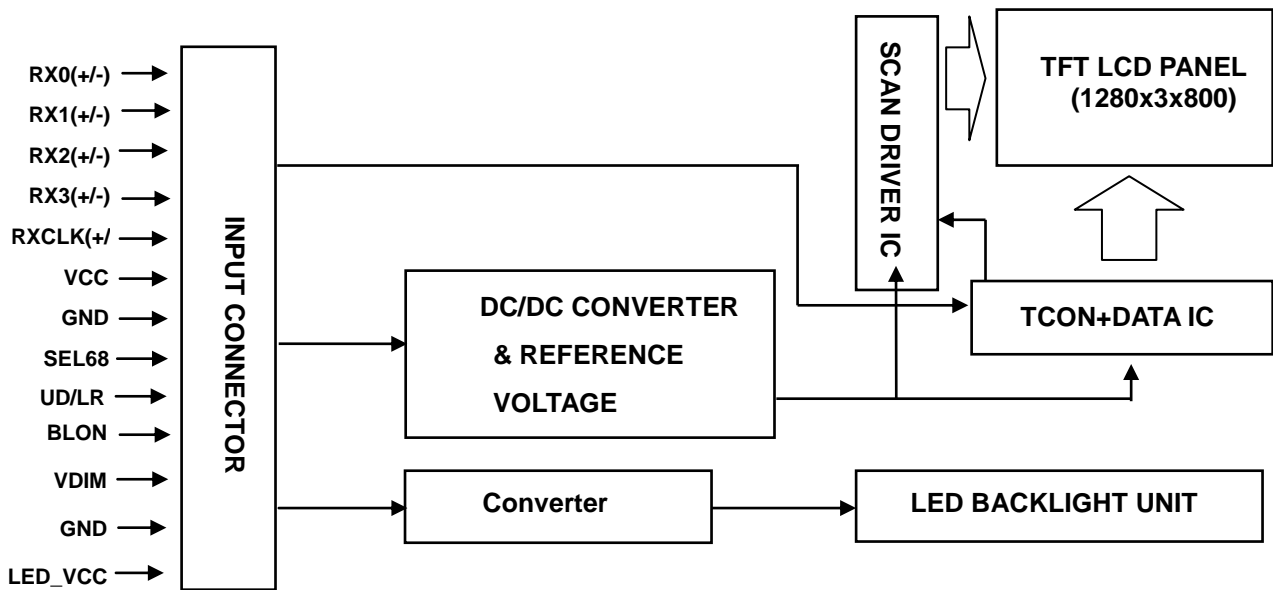 RX0(+/-)
RX1(+/-)
RX2(+/-)
RX3(+/-)
RXCLK(+/
VCC
GND
SEL68
UD/LR
BLON
VDIM
GND
LED_VCC
INPUT CONNECTOR
DC/DC CONVERTER
& REFERENCE
VOLTAGE
Converter
SCAN DRIVER IC
TFT LCD PANEL
(1280x3x800)
TCON+DATA IC
LED BACKLIGHT UNIT